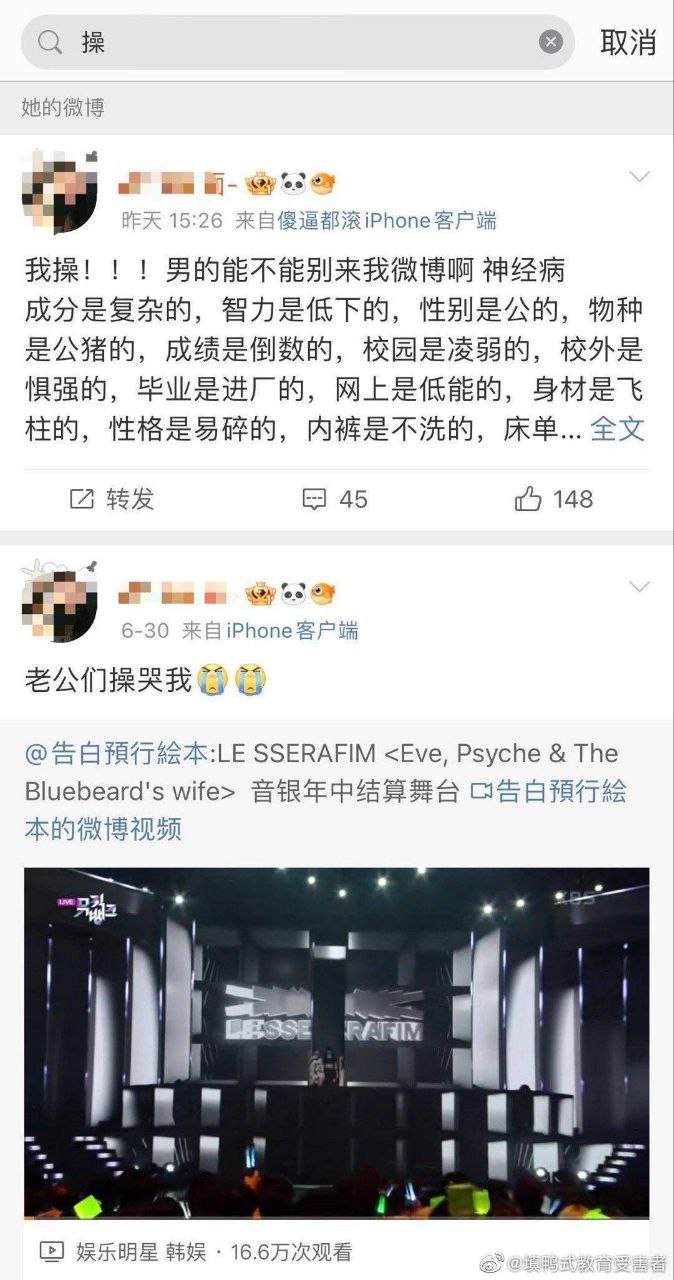 操
取消
她的微博
昨天 15:26 来自傻逼都滚iPhone客户端
我操！！！男的能不能别来我微博啊 神经病
成分是复杂的，智力是低下的，性别是公的，物种
是公猪的，成绩是倒数的，校园是凌弱的，校外是
惧强的，毕业是进厂的，网上是低能的，身材是飞
柱的，性格是易碎的，内裤是不洗的，床单... 全文
转发
45
148
6-30 来自iPhone客户端
老公们操哭我😭😭
@告白預行絵本:LE SSERAFIM <Eve, Psyche & The
Bluebeard's wife> 音银年中结算舞台 告白預行絵
本的微博视频
LIVE
뮤직
뱅크
KBS
LE SSERAFIM
娱乐明星 韩娱 · 16.6万次观看
@填鸭式教育受害者